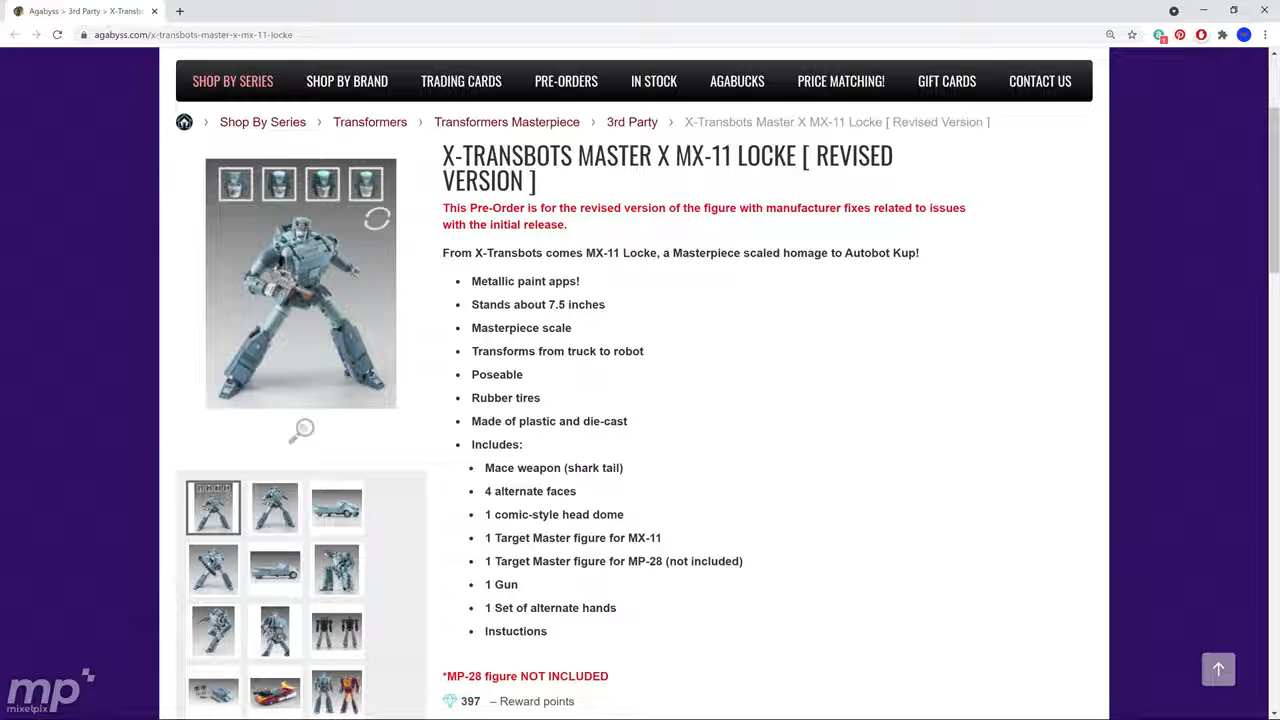 Agabyss > 3rd Party > X-Transb
agabyss.com/x-transbots-master-x-mx-11-locke
SHOP BY SERIES SHOP BY BRAND TRADING CARDS PRE-ORDERS IN STOCK AGABUCKS PRICE MATCHING! GIFT CARDS CONTACT US
Shop By Series › Transformers › Transformers Masterpiece › 3rd Party › X-Transbots Master X MX-11 Locke [ Revised Version ]
X-TRANSBOTS MASTER X MX-11 LOCKE [ REVISED
VERSION ]
This Pre-Order is for the revised version of the figure with manufacturer fixes related to issues
with the initial release.
From X-Transbots comes MX-11 Locke, a Masterpiece scaled homage to Autobot Kup!
• Metallic paint apps!
• Stands about 7.5 inches
• Masterpiece scale
• Transforms from truck to robot
• Poseable
• Rubber tires
• Made of plastic and die-cast
• Includes:
• Mace weapon (shark tail)
• 4 alternate faces
• 1 comic-style head dome
• 1 Target Master figure for MX-11
• 1 Target Master figure for MP-28 (not included)
• 1 Gun
• 1 Set of alternate hands
• Instuctions
*MP-28 figure NOT INCLUDED
397 – Reward points
mp
mixelpix